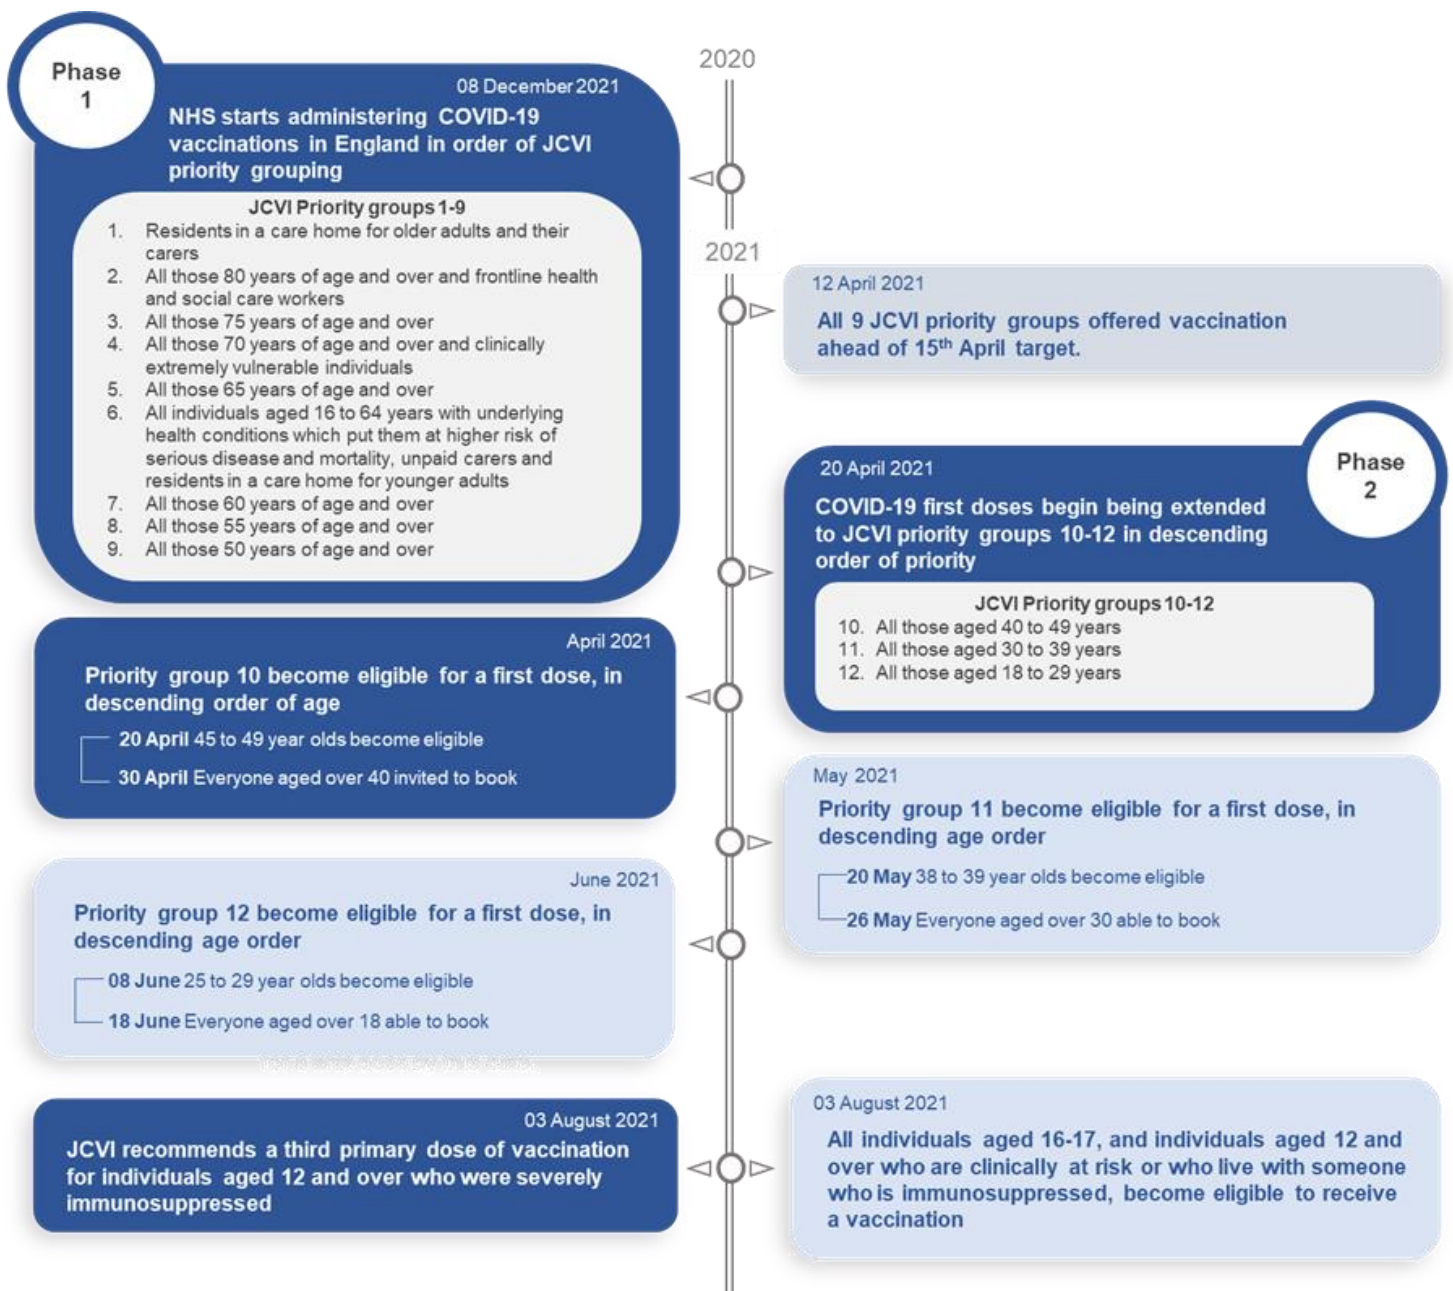 2020
Phase
1
08 December 2021
NHS starts administering COVID-19
vaccinations in England in order of JCVI
priority grouping
JCVI Priority groups 1-9
1. Residents in a care home for older adults and their
carers
2. All those 80 years of age and over and frontline health
and social care workers
3. All those 75 years of age and over
4. All those 70 years of age and over and clinically
extremely vulnerable individuals
5. All those 65 years of age and over
6. All individuals aged 16 to 64 years with underlying
health conditions which put them at higher risk of
serious disease and mortality, unpaid carers and
residents in a care home for younger adults
7. All those 60 years of age and over
8. All those 55 years of age and over
9. All those 50 years of age and over
2021
12 April 2021
All 9 JCVI priority groups offered vaccination
ahead of 15th April target.
Phase
2
20 April 2021
COVID-19 first doses begin being extended
to JCVI priority groups 10-12 in descending
order of priority
JCVI Priority groups 10-12
10. All those aged 40 to 49 years
11. All those aged 30 to 39 years
12. All those aged 18 to 29 years
April 2021
Priority group 10 become eligible for a first dose, in
descending order of age
20 April 45 to 49 year olds become eligible
30 April Everyone aged over 40 invited to book
May 2021
Priority group 11 become eligible for a first dose, in
descending age order
20 May 38 to 39 year olds become eligible
26 May Everyone aged over 30 able to book
June 2021
Priority group 12 become eligible for a first dose, in
descending age order
08 June 25 to 29 year olds become eligible
18 June Everyone aged over 18 able to book
03 August 2021
JCVI recommends a third primary dose of vaccination
for individuals aged 12 and over who were severely
immunosuppressed
03 August 2021
All individuals aged 16-17, and individuals aged 12 and
over who are clinically at risk or who live with someone
who is immunosuppressed, become eligible to receive
a vaccination